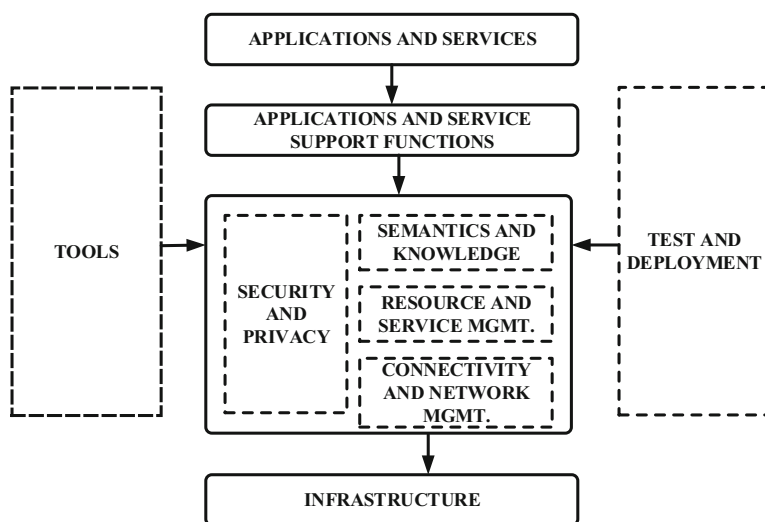 APPLICATIONS AND SERVICES
APPLICATIONS AND SERVICE
SUPPORT FUNCTIONS
TOOLS
SECURITY
AND
PRIVACY
SEMANTICS AND
KNOWLEDGE
RESOURCE AND
SERVICE MGMT.
CONNECTIVITY
AND NETWORK
MGMT.
TEST AND
DEPLOYMENT
INFRASTRUCTURE